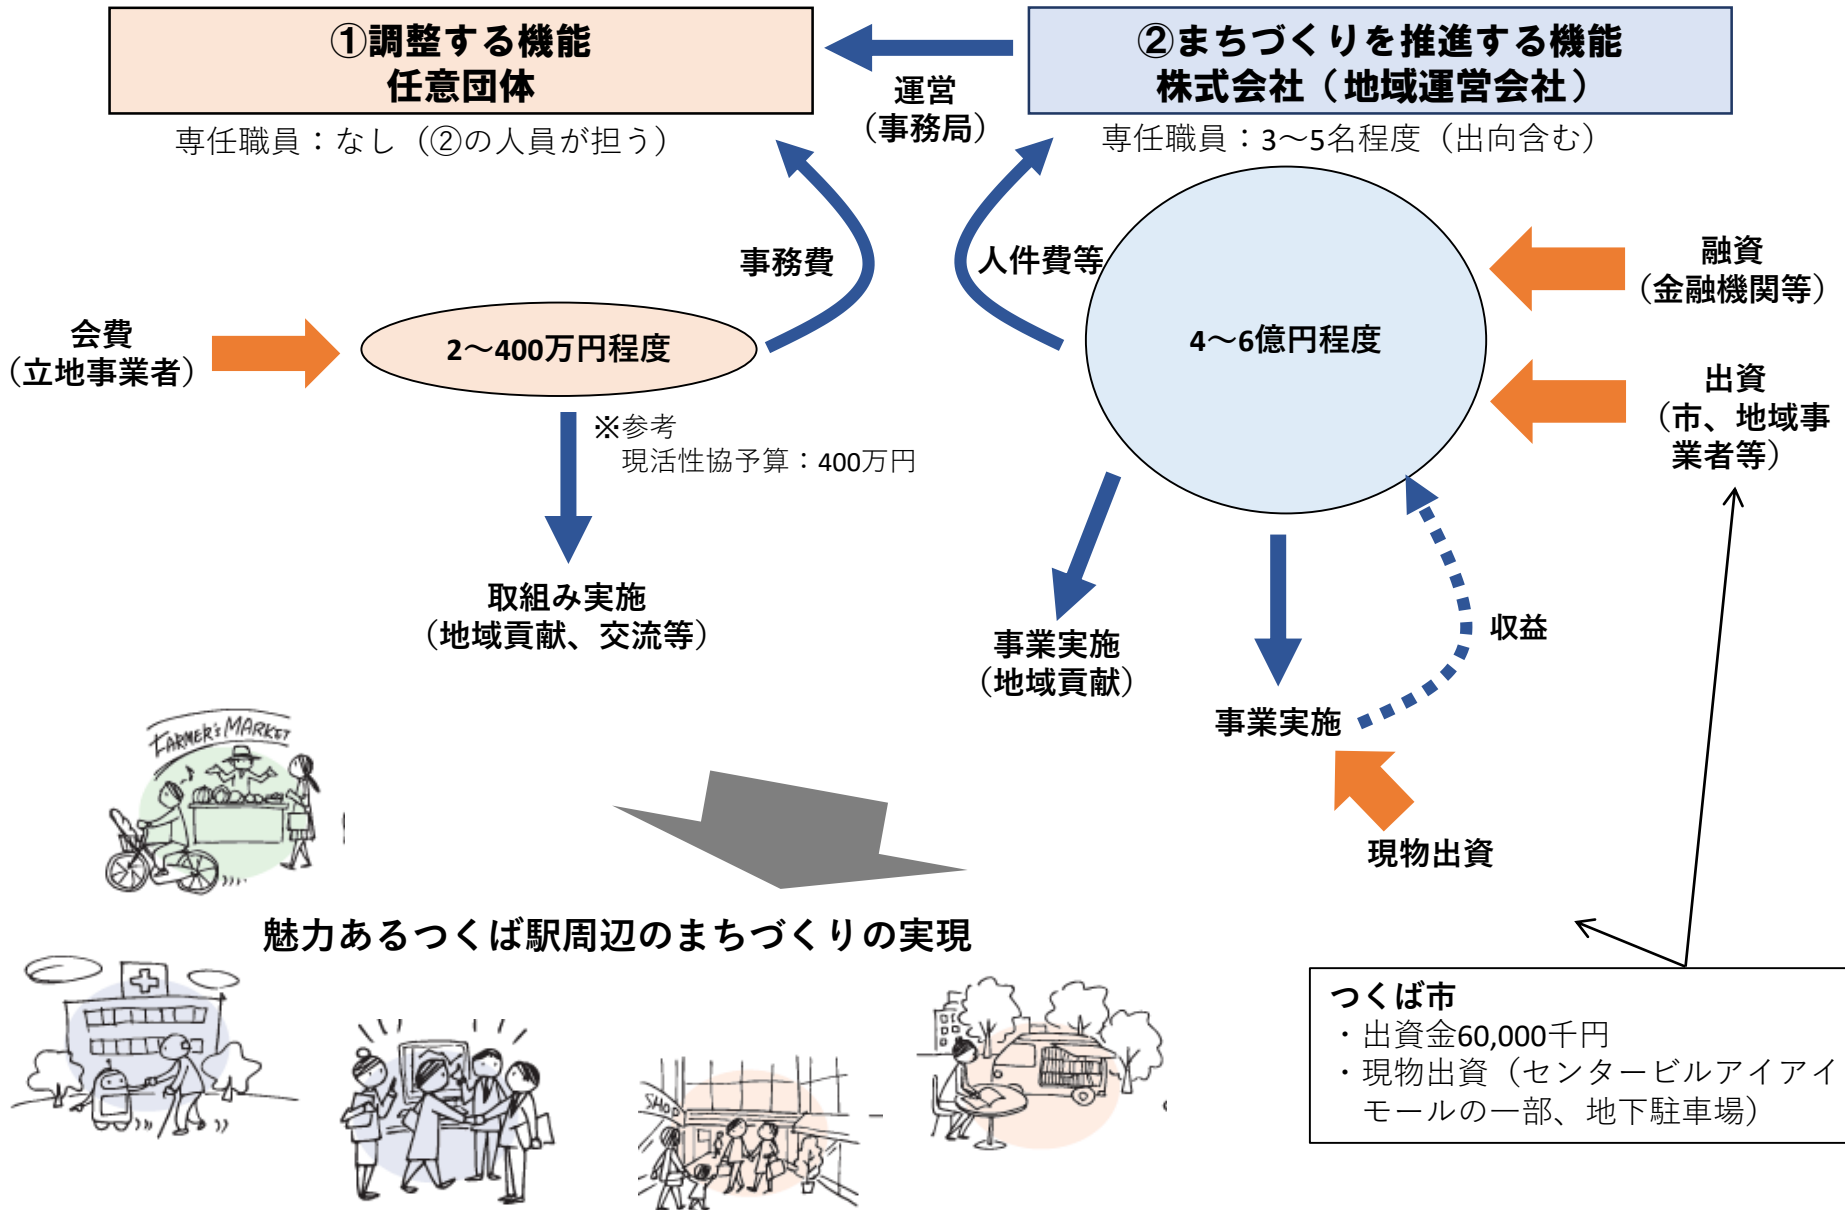 ①調整する機能
任意団体
専任職員：なし（②の人員が担う）
運営
（事務局）
②まちづくりを推進する機能
株式会社（地域運営会社）
専任職員：3～5名程度（出向含む）
事務費
人件費等
会費
（立地事業者）
2～400万円程度
※参考
現活性協予算：400万円
取組み実施
（地域貢献、交流等）
4～6億円程度
融資
（金融機関等）
出資
（市、地域事
業者等）
事業実施
（地域貢献）
事業実施
収益
現物出資
FARMER'S MARKET
魅力あるつくば駅周辺のまちづくりの実現
SHOP
つくば市
・出資金60,000千円
・現物出資（センタービルアイアイ
モールの一部、地下駐車場）